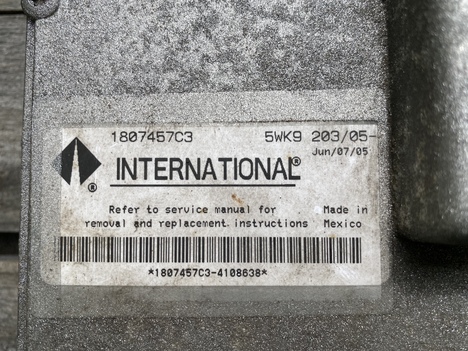 1807457C3 5WK9 203/05-
Jun/07/05
INTERNATIONAL®
®
Refer to service manual for Made in
removal and replacement instructions Mexico
*1807457C3-4108638*